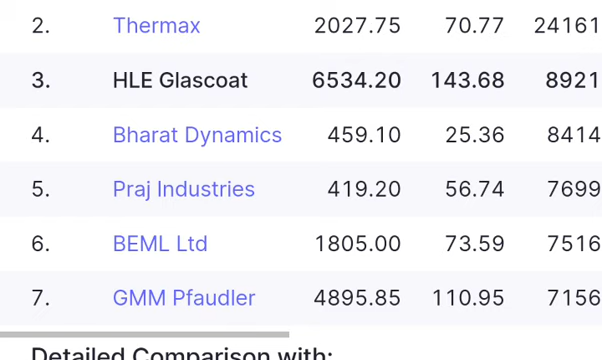 2. Thermax 2027.75 70.77 24161
3. HLE Glascoat 6534.20 143.68 8921
4. Bharat Dynamics 459.10 25.36 8414
5. Praj Industries 419.20 56.74 7699
6. BEML Ltd 1805.00 73.59 7516
7. GMM Pfaudler 4895.85 110.95 7156
Detailed Comparison with: